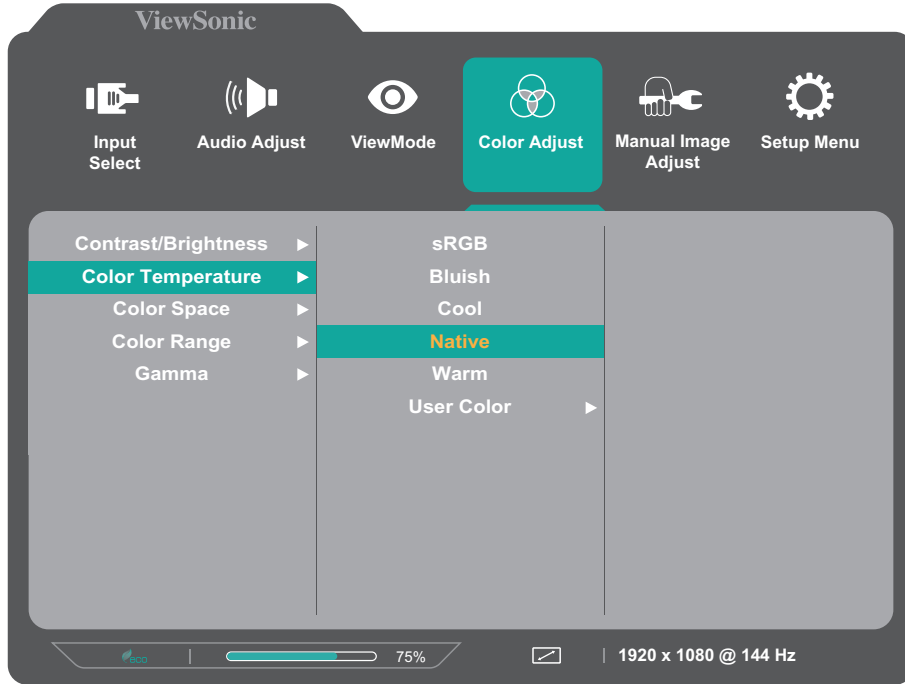 ViewSonic
Input Select
Audio Adjust
ViewMode
Color Adjust
Manual Image Adjust
Setup Menu
Contrast/Brightness ▶
Color Temperature ▶
Color Space ▶
Color Range ▶
Gamma ▶
sRGB
Bluish
Cool
Native
Warm
User Color ▶
eco
75%
1920 x 1080 @ 144 Hz